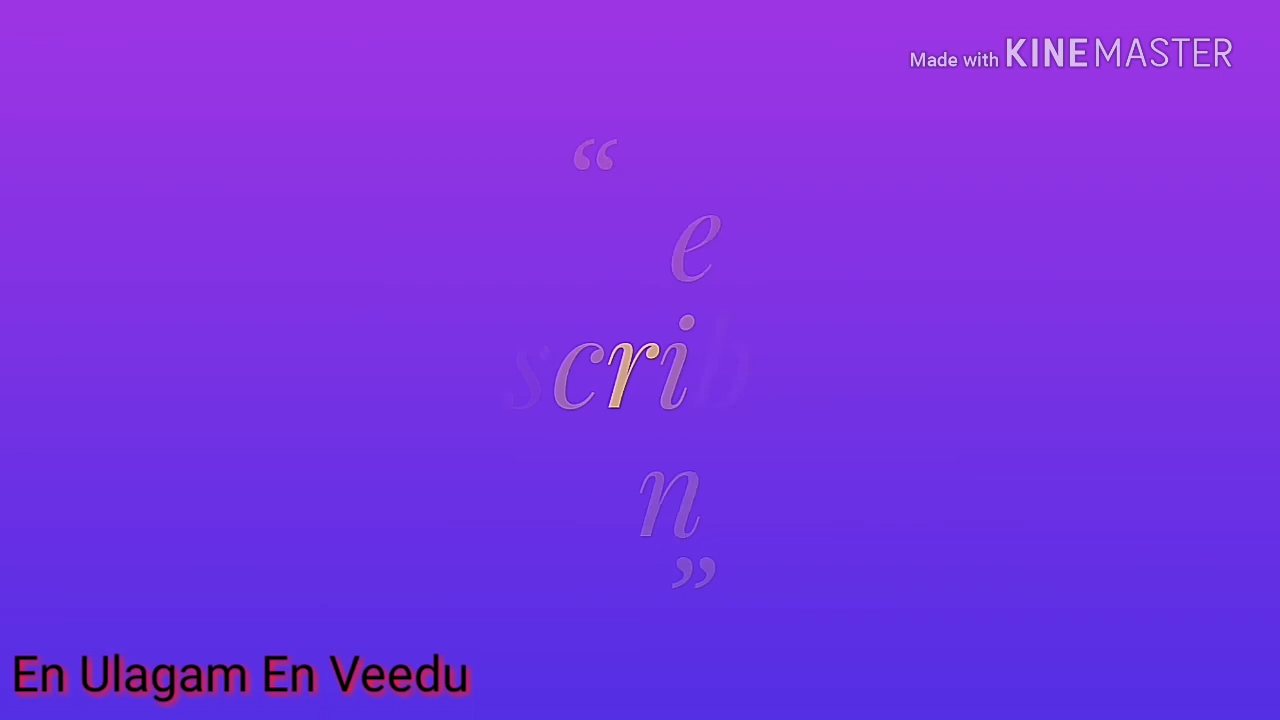 Made with KINEMASTER
“
e
scrib
n
”
En Ulagam En Veedu